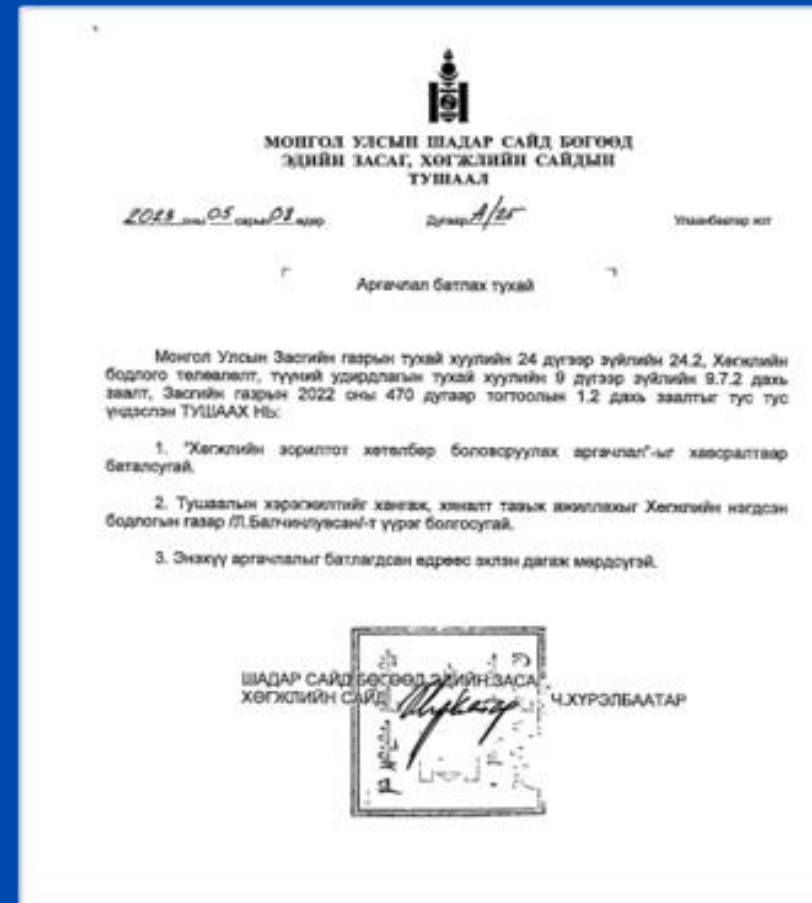 МОНГОЛ УЛСЫН ШАДАР САЙД БӨГӨӨД
ЭДИЙН ЗАСАГ, ХӨГЖЛИЙН САЙДЫН
ТУШААЛ
2023 оны 05 сарын 08 өдөр Дугаар А/25 Улаанбаатар хот
Аргачлал батлах тухай
Монгол Улсын Засгийн газрын тухай хуулийн 24 дүгээр зүйлийн 24.2, Хөгжлийн
бодлого төлөвлөлт, түүний удирдлагын тухай хуулийн 9 дүгээр зүйлийн 9.7.2 дахь
заалт, Засгийн газрын 2022 оны 470 дугаар тогтоолын 1.2 дахь заалтыг тус тус
үндэслэн ТУШААХ НЬ:
1. "Хөгжлийн зорилтот хөтөлбөр боловсруулах аргачлал"-ыг хавсралтаар
баталсугай.
2. Тушаалын хэрэгжилтийг хангаж, хяналт тавьж ажиллахыг Хөгжлийн нэгдсэн
бодлогын газар /Л.Балчинлувсан/-т үүрэг болгосугай.
3. Энэхүү аргачлалыг батлагдсан өдрөөс эхлэн дагаж мөрдсүгэй.
ШАДАР САЙД БӨГӨӨД ЭДИЙН ЗАСАГ
ХӨГЖЛИЙН САЙД Ч.ХҮРЭЛБААТАР